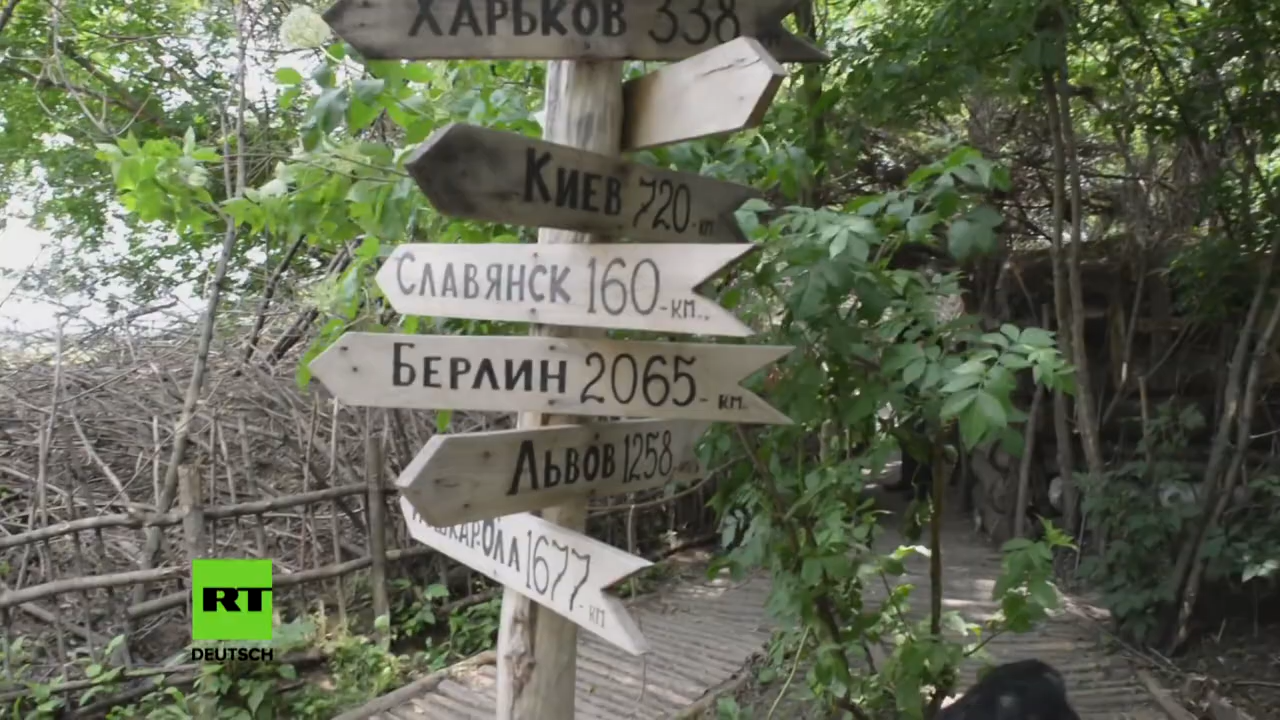 ХАРЬКОВ 338
КИЕВ 720-КМ
СЛАВЯНСК 160-КМ..
БЕРЛИН 2065-КМ..
ЛЬВОВ 1258
1677-КМ
RT
DEUTSCH